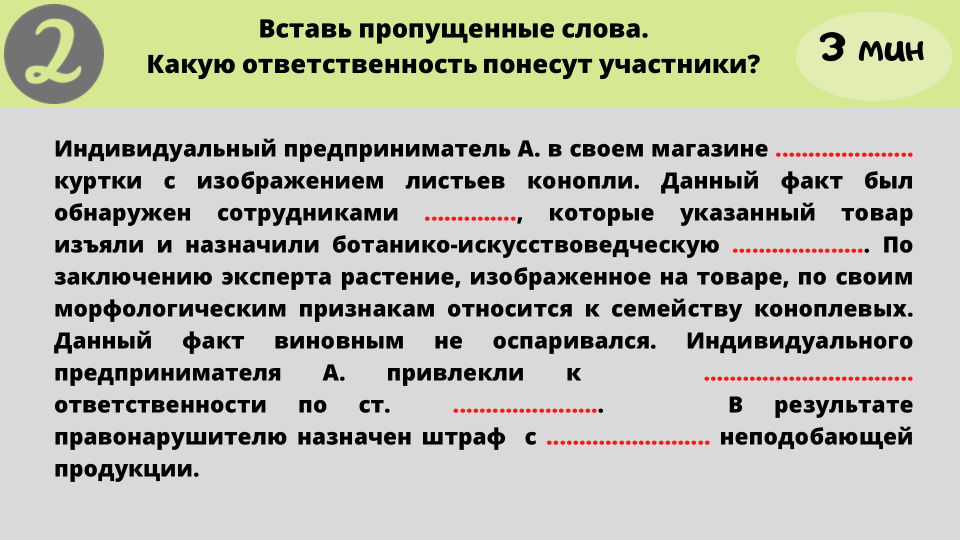 2
Вставь пропущенные слова.
Какую ответственность понесут участники?
3 мин
Индивидуальный предприниматель А. в своем магазине .....................
куртки с изображением листьев конопли. Данный факт был
обнаружен сотрудниками .............., которые указанный товар
изъяли и назначили ботанико-искусствоведческую ..................... По
заключению эксперта растение, изображенное на товаре, по своим
морфологическим признакам относится к семейству коноплевых.
Данный факт виновным не оспаривался. Индивидуального
предпринимателя А. привлекли к ................................
ответственности по ст. ....................... В результате
правонарушителю назначен штраф с ......................... неподобающей
продукции.